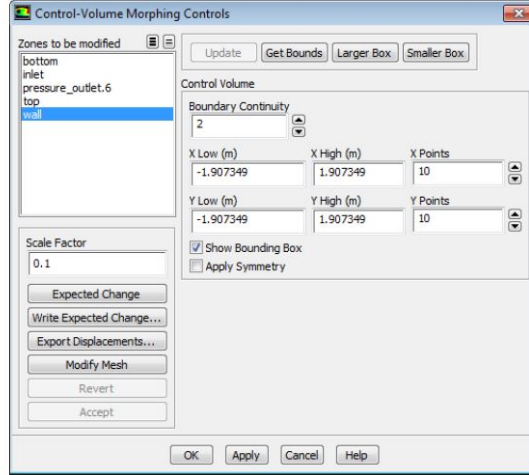 Control-Volume Morphing Controls
Zones to be modified
bottom
inlet
pressure_outlet.6
top
wall
Update Get Bounds Larger Box Smaller Box
Control Volume
Boundary Continuity
2
X Low (m) X High (m) X Points
-1.907349 1.907349 10
Y Low (m) Y High (m) Y Points
-1.907349 1.907349 10
Show Bounding Box
Apply Symmetry
Scale Factor
0.1
Expected Change
Write Expected Change...
Export Displacements...
Modify Mesh
Revert
Accept
OK Apply Cancel Help